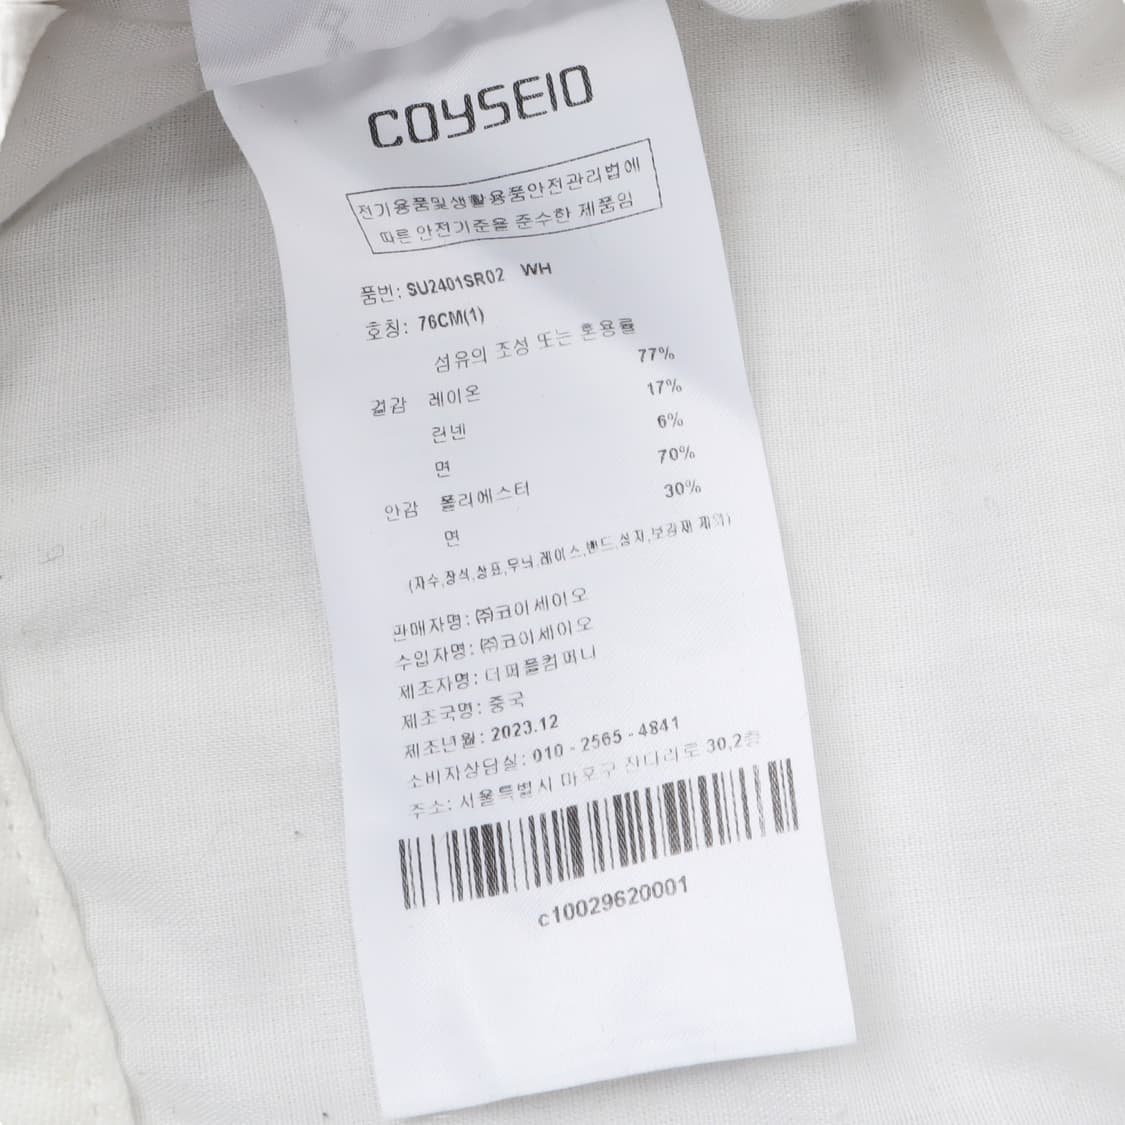 COYSEIO
전기용품및생활용품안전관리법에
따른 안전기준을 준수한 제품임
품번: SU2401SR02 WH
호칭: 76CM(1)
섬유의 조성 또는 혼용률
겉감 레이온 77%
린넨 17%
면 6%
안감 폴리에스터 70%
면 30%
(자수,장식,상표,무늬,레이스,밴드,심지,보강재 제외)
판매자명: ㈜코이세이오
수입자명: ㈜코이세이오
제조자명: 더퍼플컴퍼니
제조국명: 중국
제조년월: 2023.12
소비자상담실: 010 - 2565 - 4841
주소: 서울특별시 마포구 잔다리로 30,2층
c10029620001